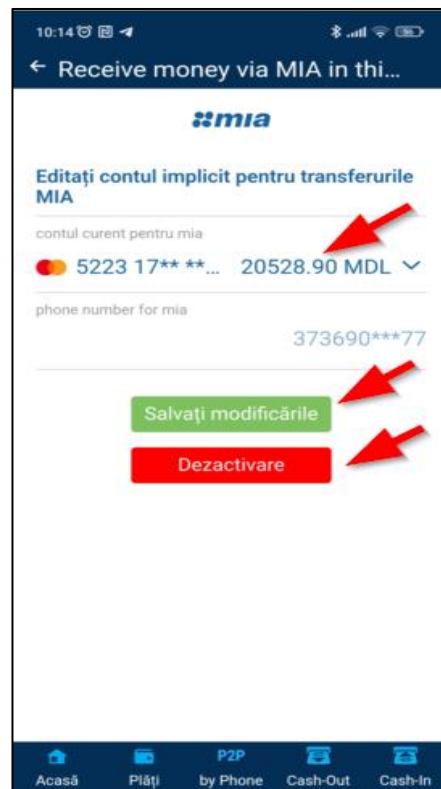 10:14
← Receive money via MIA in thi...
mia
Editați contul implicit pentru transferurile
MIA
contul curent pentru mia
5223 17** **... 20528.90 MDL
phone number for mia
373690***77
Salvați modificările
Dezactivare
P2P
Acasă Plăți by Phone Cash-Out Cash-In